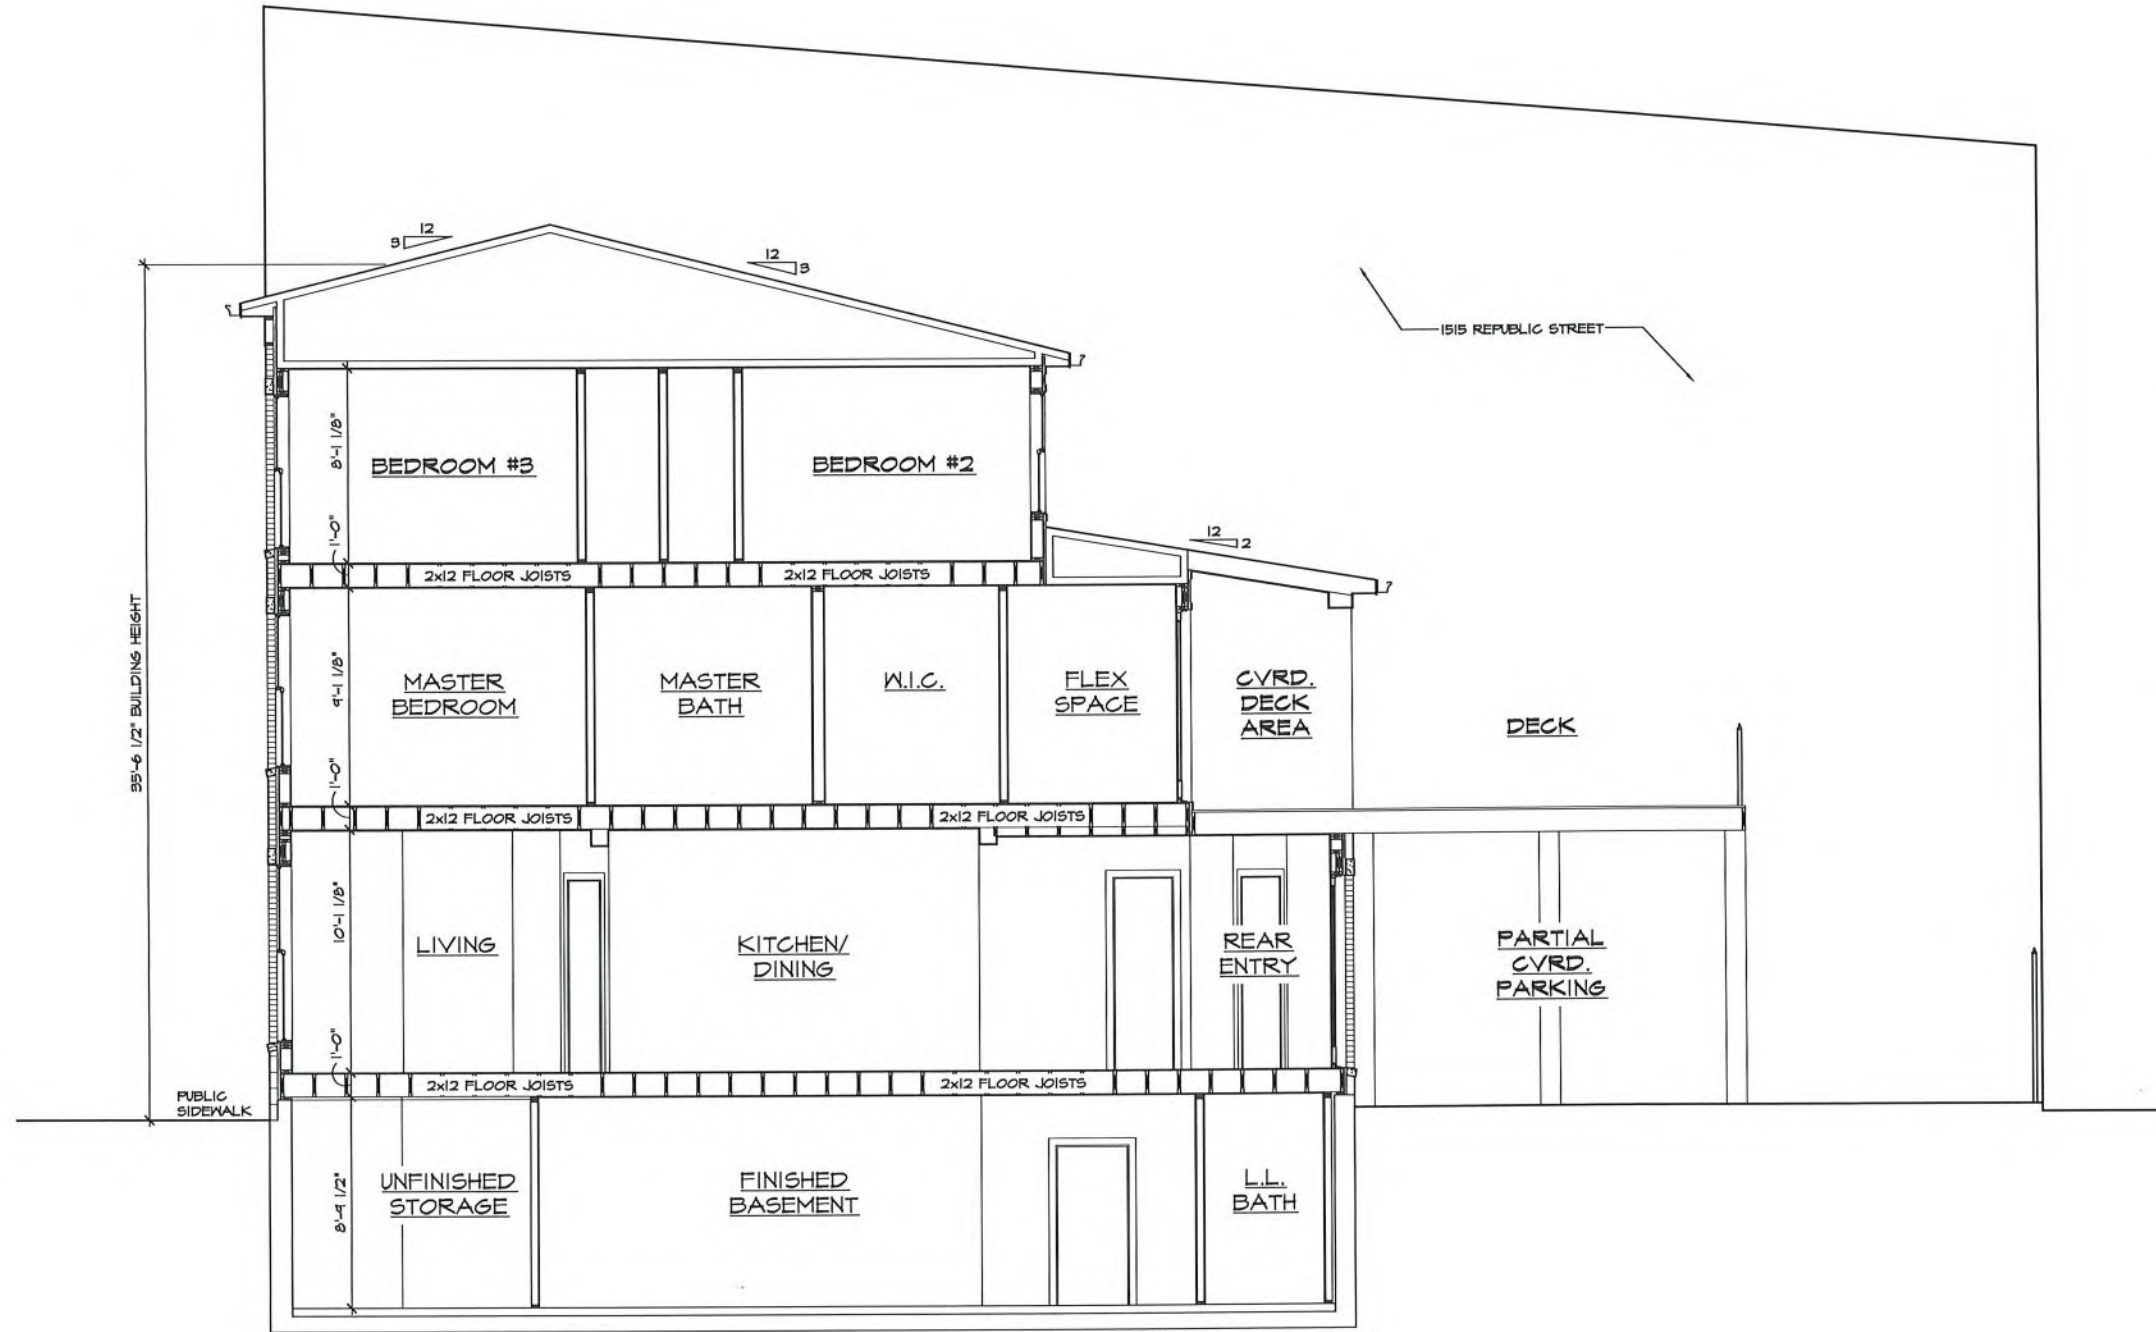 12
3
12
3
1515 REPUBLIC STREET
8'-1 1/8"
BEDROOM #3
BEDROOM #2
1'-0"
12
2
2x12 FLOOR JOISTS
2x12 FLOOR JOISTS
35'-6 1/2" BUILDING HEIGHT
9'-1 1/8"
MASTER
BEDROOM
MASTER
BATH
W.I.C.
FLEX
SPACE
CVRD.
DECK
AREA
DECK
1'-0"
2x12 FLOOR JOISTS
2x12 FLOOR JOISTS
10'-1 1/8"
LIVING
KITCHEN/
DINING
REAR
ENTRY
PARTIAL
CVRD.
PARKING
1'-0"
2x12 FLOOR JOISTS
2x12 FLOOR JOISTS
PUBLIC
SIDEWALK
8'-9 1/2"
UNFINISHED
STORAGE
FINISHED
BASEMENT
L.L.
BATH